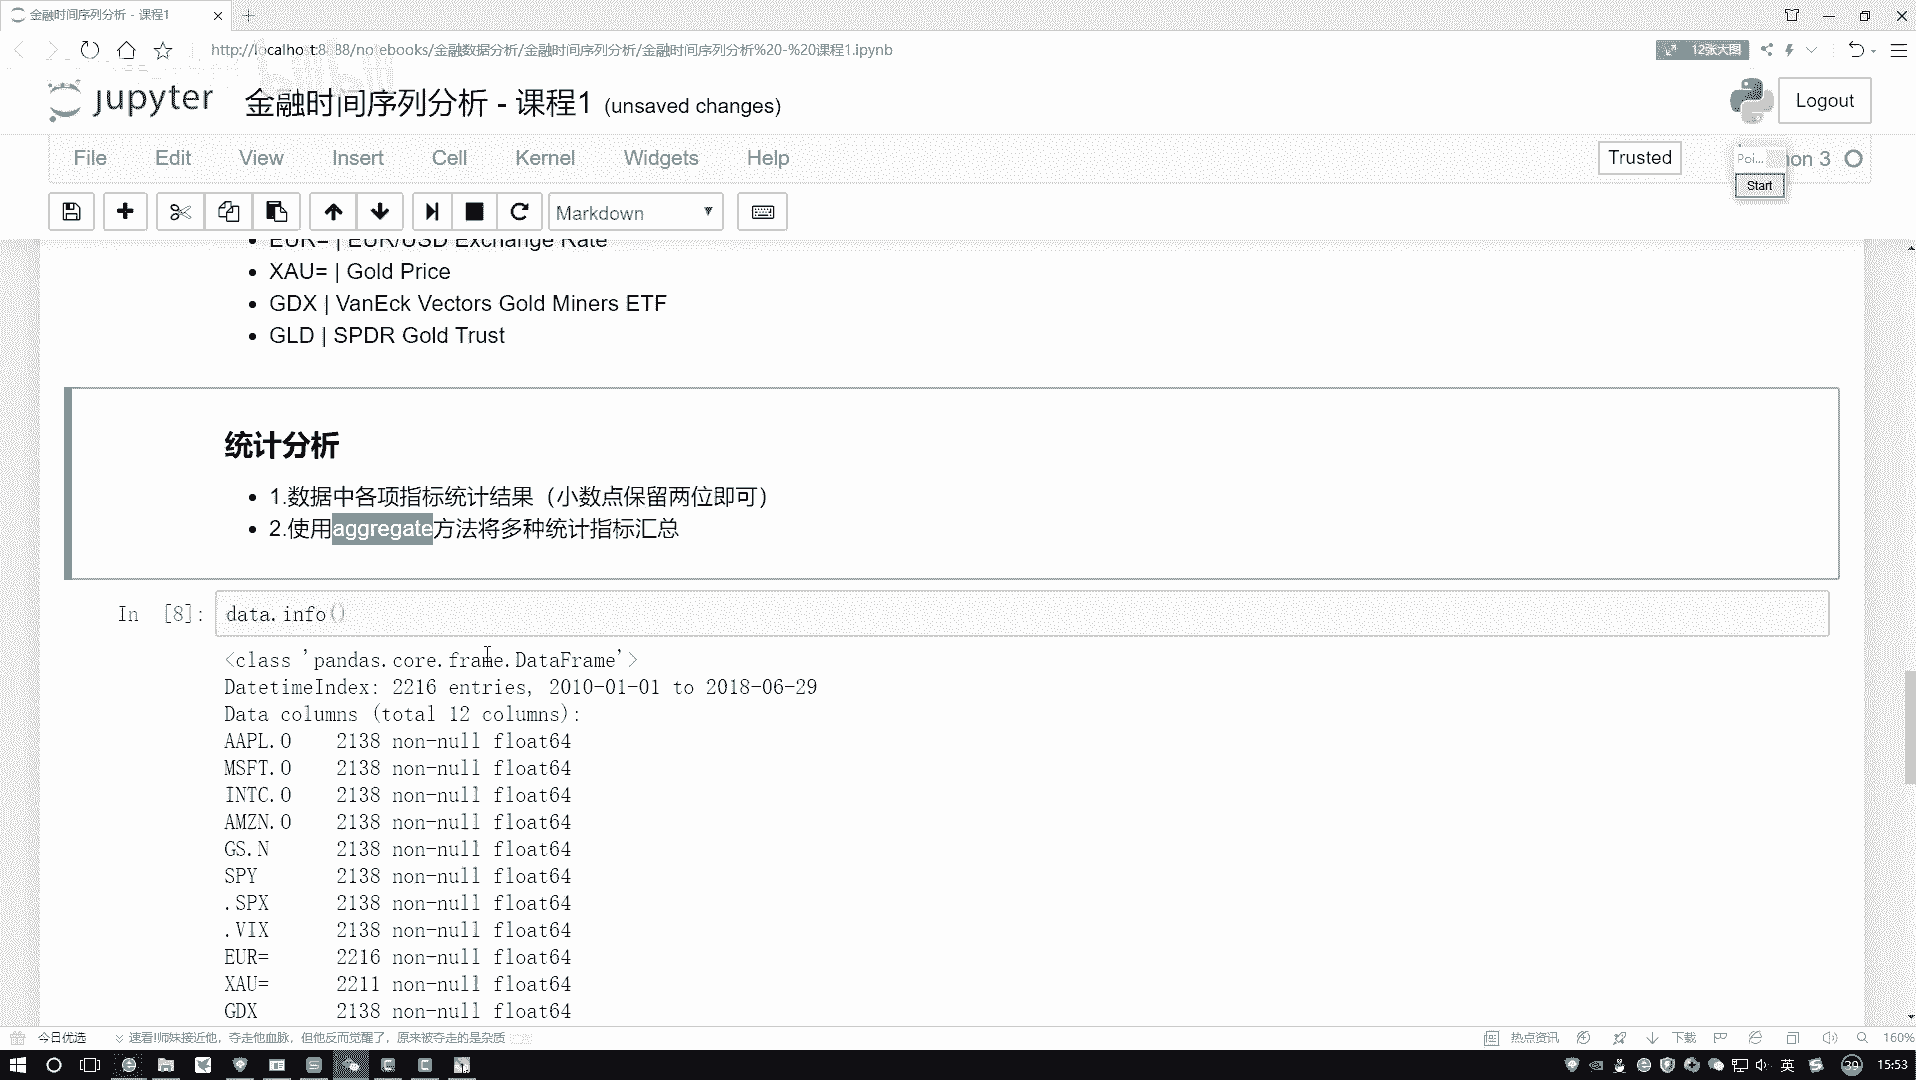 金融时间序列分析 - 课程1
http://localhost:8888/notebooks/金融数据分析/金融时间序列分析/金融时间序列分析%20-%20课程1.ipynb
12张大图
jupyter 金融时间序列分析 - 课程1 (unsaved changes)
Logout
File Edit View Insert Cell Kernel Widgets Help
Trusted
Poi...
Start
Markdown
EUR= | EUR/USD Exchange Rate
XAU= | Gold Price
GDX | VanEck Vectors Gold Miners ETF
GLD | SPDR Gold Trust
统计分析
1.数据中各项指标统计结果（小数点保留两位即可）
2.使用aggregate方法将多种统计指标汇总
In [8]: data.info()
<class 'pandas.core.frame.DataFrame'>
DatetimeIndex: 2216 entries, 2010-01-01 to 2018-06-29
Data columns (total 12 columns):
AAPL.O 2138 non-null float64
MSFT.O 2138 non-null float64
INTC.O 2138 non-null float64
AMZN.O 2138 non-null float64
GS.N 2138 non-null float64
SPY 2138 non-null float64
.SPX 2138 non-null float64
.VIX 2138 non-null float64
EUR= 2216 non-null float64
XAU= 2211 non-null float64
GDX 2138 non-null float64
今日优选
速看!师妹接近他，夺走他血脉，但他反而觉醒了，原来被夺走的是杂质
热点资讯
下载
160%
英
39
15:53